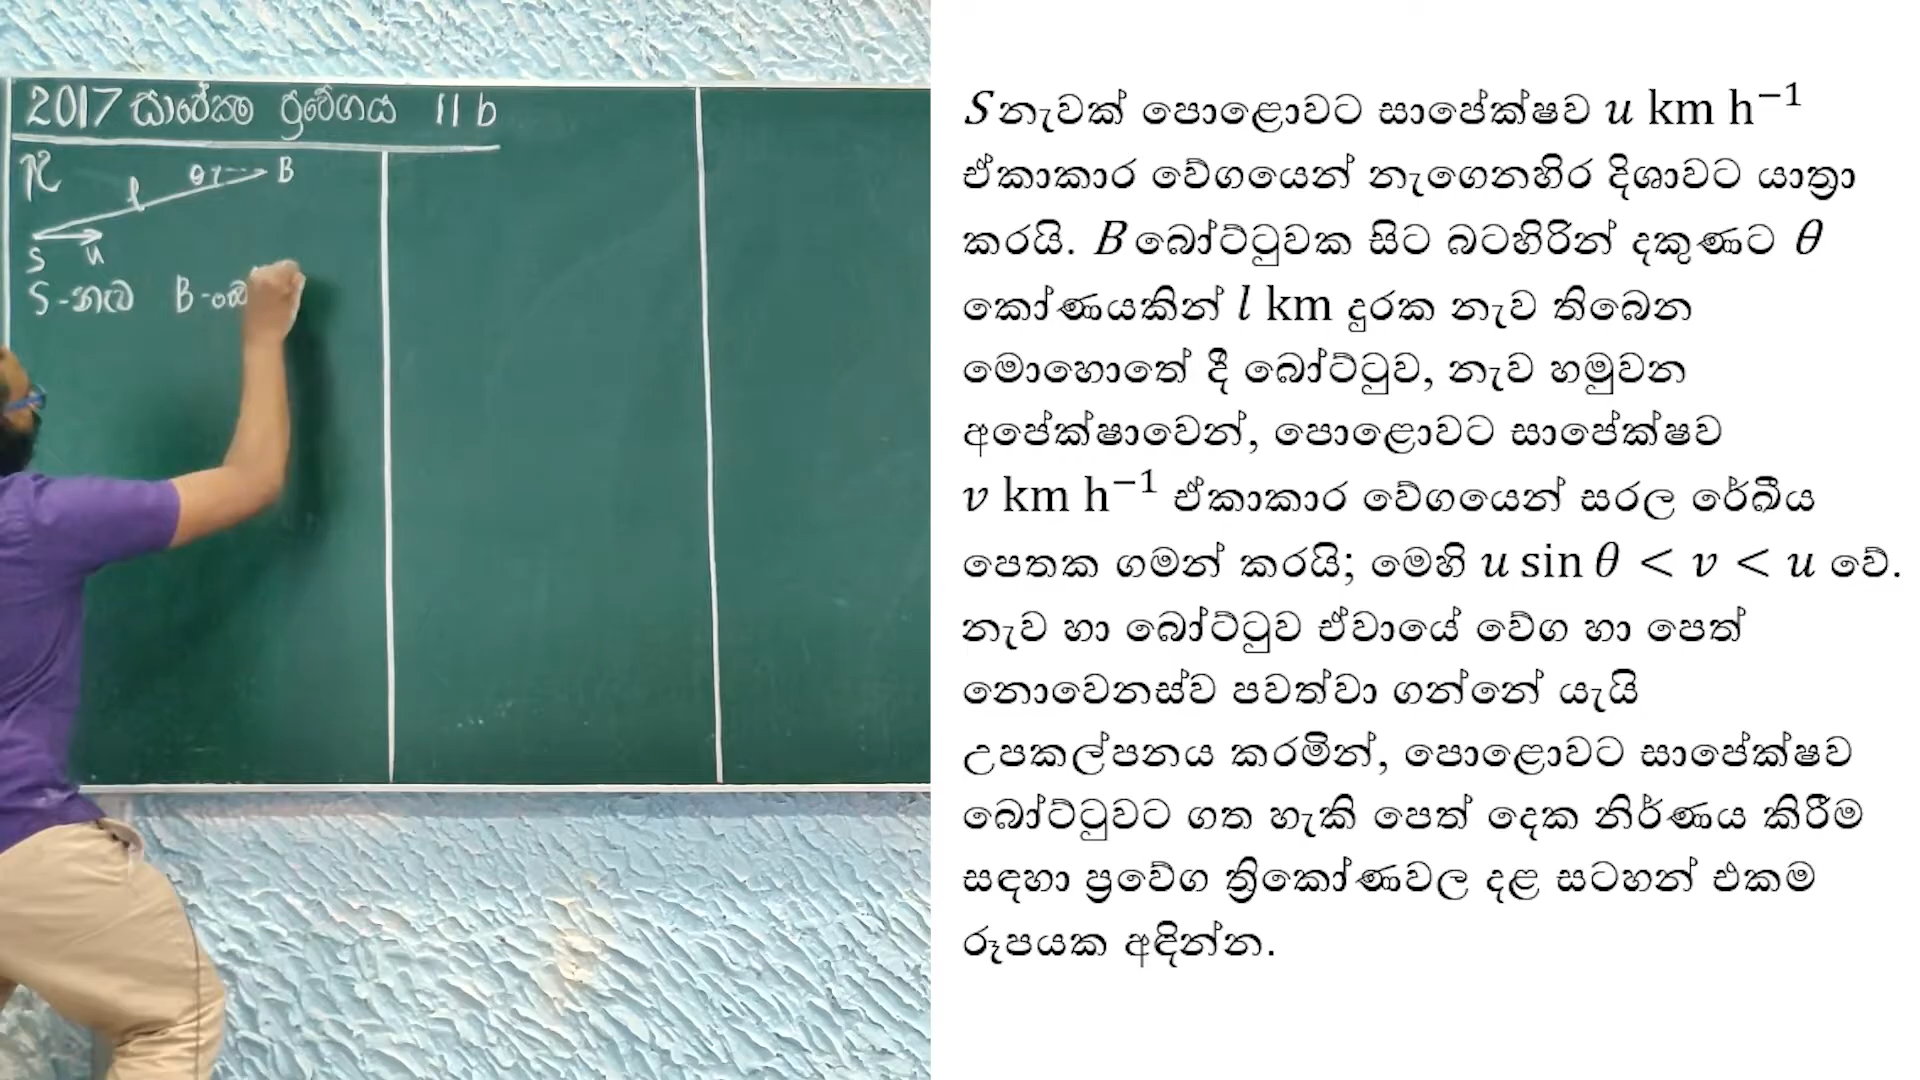 2017 සාපේක්ෂ ප්‍රවේගය 11 b
θ B
l
S u
S - නැව B - බෝ
S නැවක් පොළොවට සාපේක්ෂව u km h⁻¹
ඒකාකාර වේගයෙන් නැගෙනහිර දිශාවට යාත්‍රා
කරයි. B බෝට්ටුවක සිට බටහිරින් දකුණට θ
කෝණයකින් l km දුරක නැව තිබෙන
මොහොතේ දී බෝට්ටුව, නැව හමුවන
අපේක්ෂාවෙන්, පොළොවට සාපේක්ෂව
v km h⁻¹ ඒකාකාර වේගයෙන් සරල රේඛීය
පෙතක ගමන් කරයි; මෙහි u sin θ < v < u වේ.
නැව හා බෝට්ටුව ඒවායේ වේග හා පෙත්
නොවෙනස්ව පවත්වා ගන්නේ යැයි
උපකල්පනය කරමින්, පොළොවට සාපේක්ෂව
බෝට්ටුවට ගත හැකි පෙත් දෙක නිර්ණය කිරීම
සඳහා ප්‍රවේග ත්‍රිකෝණවල දළ සටහන් එකම
රූපයක අඳින්න.